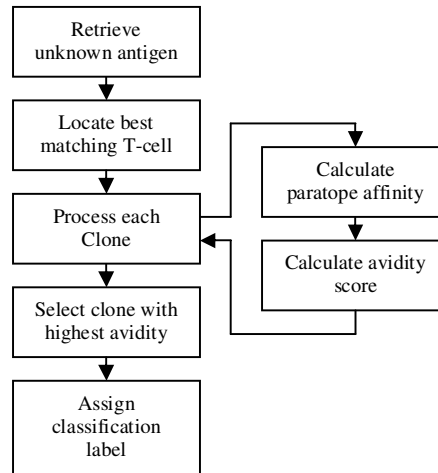 Retrieve
unknown antigen
Locate best
matching T-cell
Process each
Clone
Calculate
paratope affinity
Calculate avidity
score
Select clone with
highest avidity
Assign
classification
label